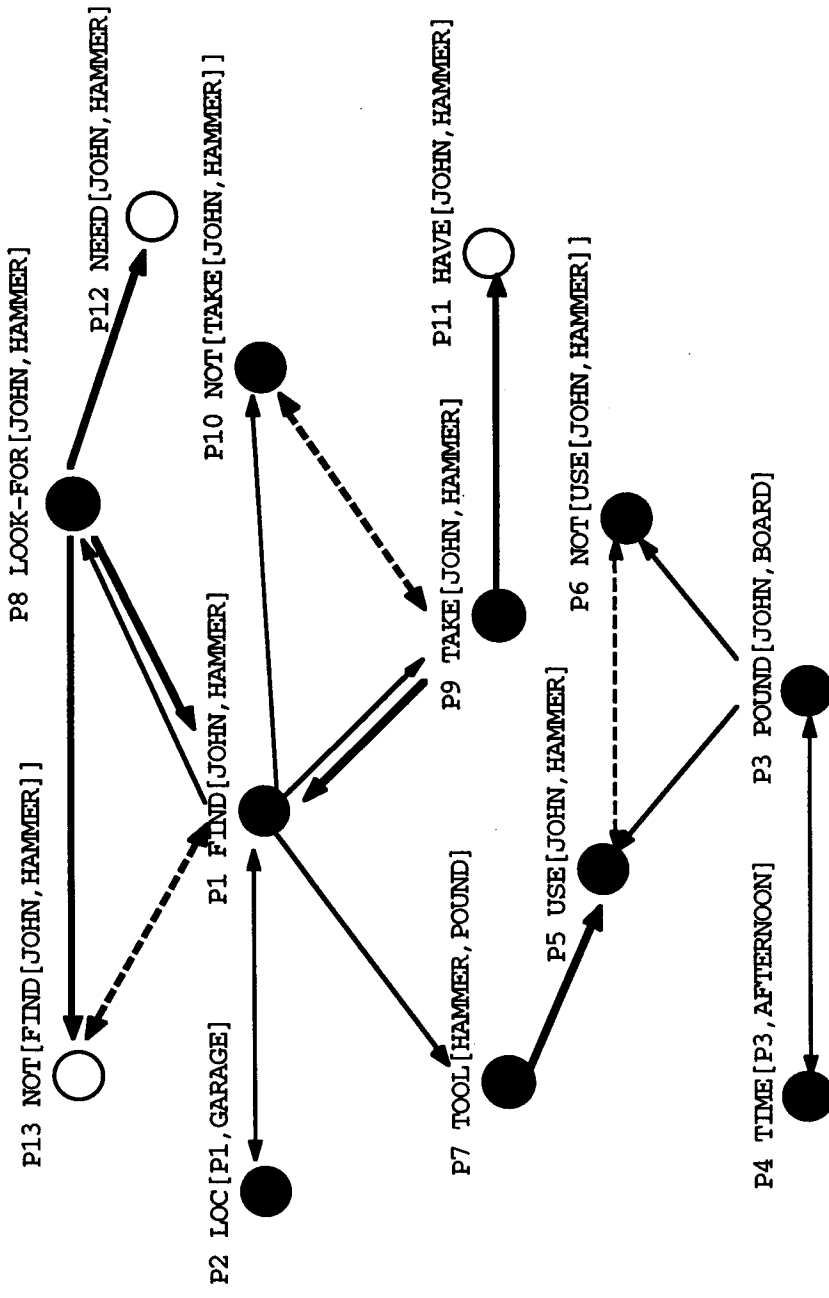 P8 LOOK-FOR[JOHN,HAMMER]
P12 NEED[JOHN,HAMMER]
P13 NOT[FIND[JOHN,HAMMER]]
P10 NOT[TAKE[JOHN,HAMMER]]
P1 FIND[JOHN,HAMMER]
P2 LOC[P1,GARAGE]
P11 HAVE[JOHN,HAMMER]
P9 TAKE[JOHN,HAMMER]
P7 TOOL[HAMMER,POUND]
P6 NOT[USE[JOHN,HAMMER]]
P5 USE[JOHN,HAMMER]
P3 POUND[JOHN,BOARD]
P4 TIME[P3,AFTERNOON]